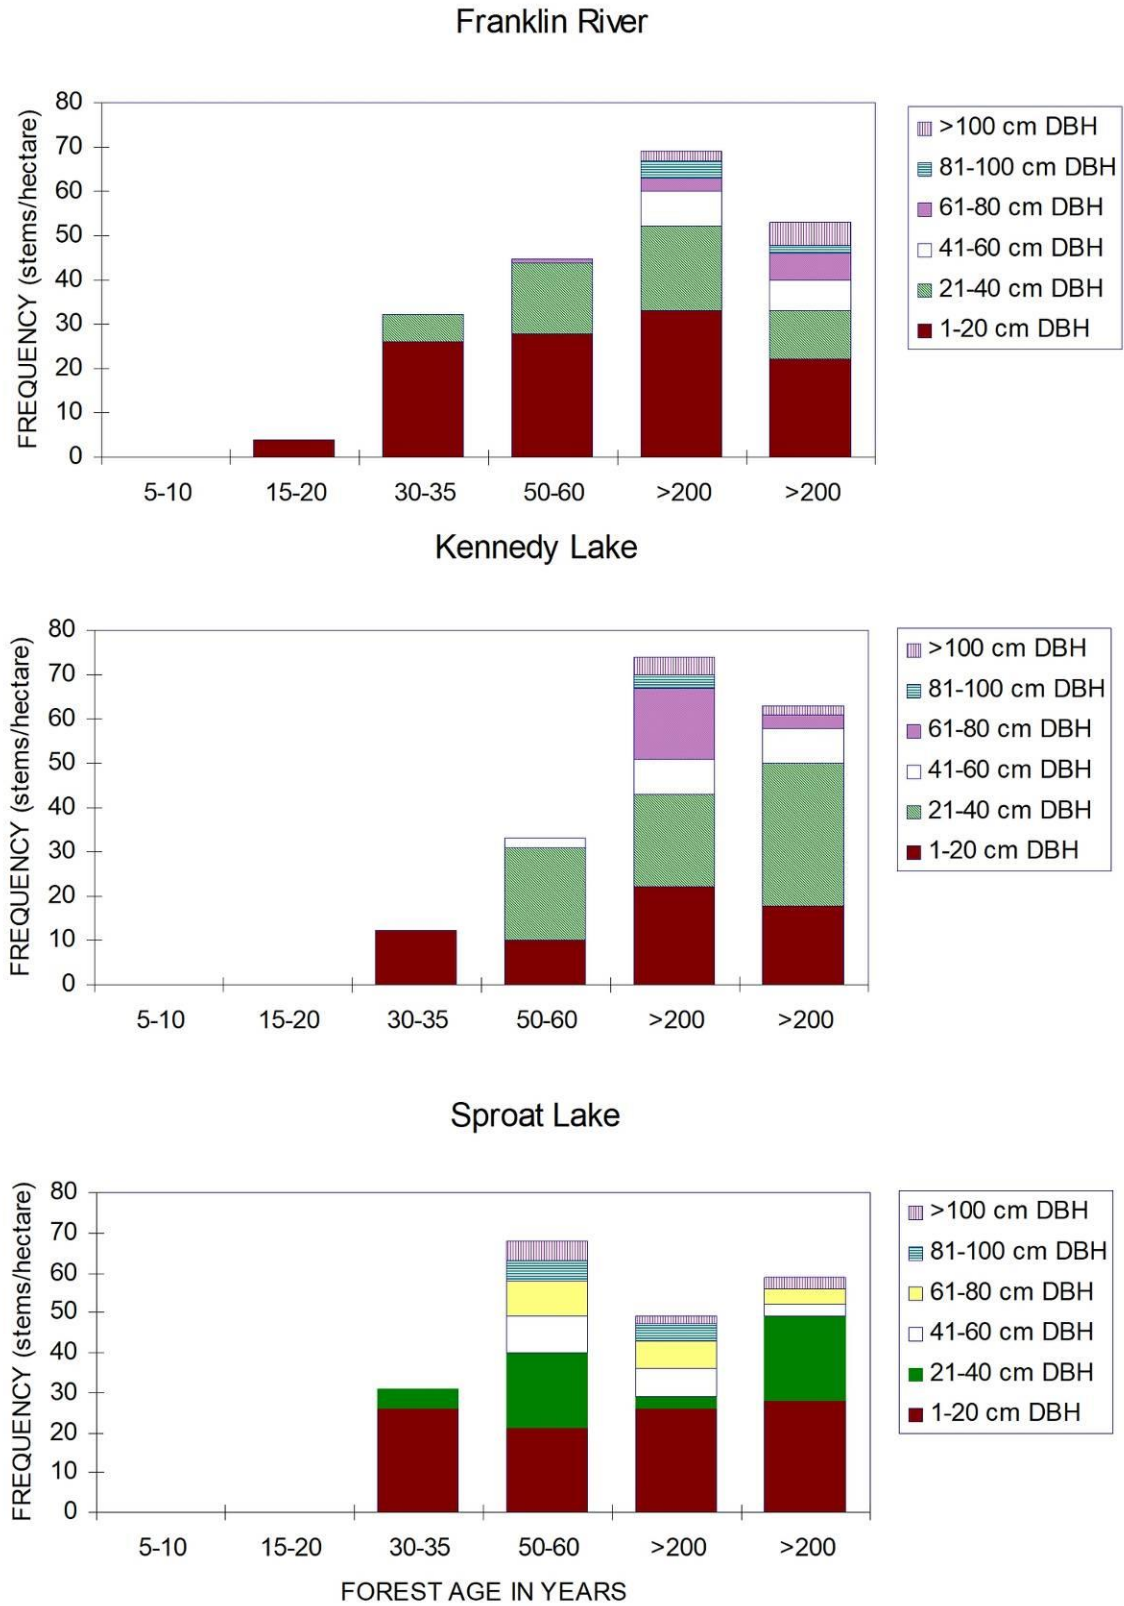 Franklin River
FREQUENCY (stems/hectare)
80
70
60
50
40
30
20
10
0
5-10 15-20 30-35 50-60 >200 >200
>100 cm DBH
81-100 cm DBH
61-80 cm DBH
41-60 cm DBH
21-40 cm DBH
1-20 cm DBH
Kennedy Lake
FREQUENCY (stems/hectare)
80
70
60
50
40
30
20
10
0
5-10 15-20 30-35 50-60 >200 >200
>100 cm DBH
81-100 cm DBH
61-80 cm DBH
41-60 cm DBH
21-40 cm DBH
1-20 cm DBH
Sproat Lake
FREQUENCY (stems/hectare)
80
70
60
50
40
30
20
10
0
5-10 15-20 30-35 50-60 >200 >200
FOREST AGE IN YEARS
>100 cm DBH
81-100 cm DBH
61-80 cm DBH
41-60 cm DBH
21-40 cm DBH
1-20 cm DBH